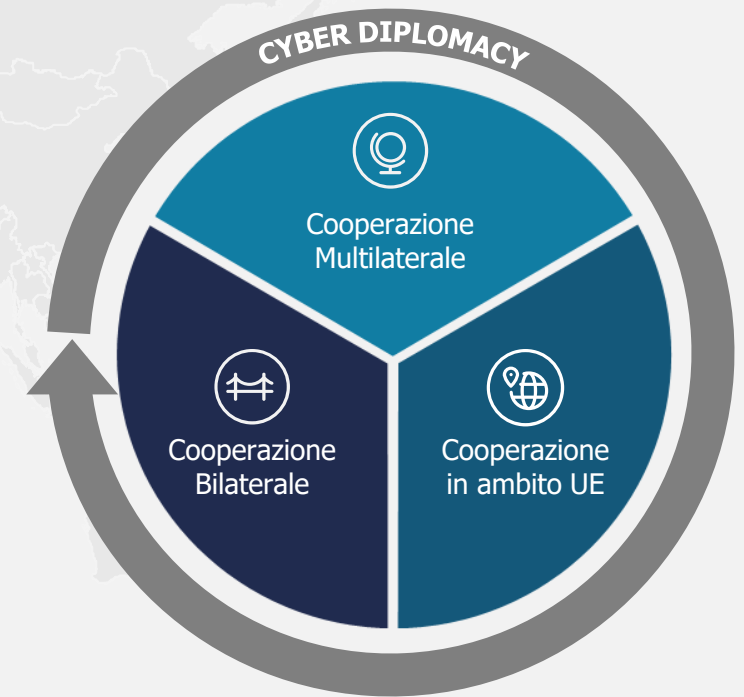 CYBER DIPLOMACY
Cooperazione
Multilaterale
Cooperazione
Bilaterale
Cooperazione
in ambito UE